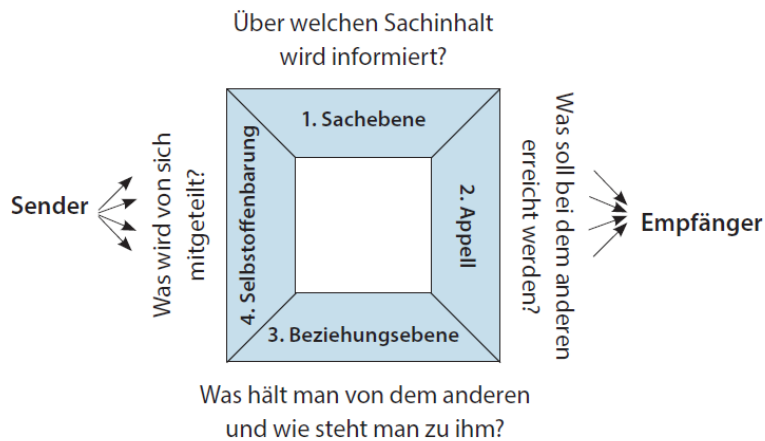 Über welchen Sachinhalt
wird informiert?
1. Sachebene
Sender
Was wird von sich
mitgeteilt?
4. Selbstoffenbarung
2. Appell
Was soll bei dem anderen
erreicht werden?
Empfänger
3. Beziehungsebene
Was hält man von dem anderen
und wie steht man zu ihm?